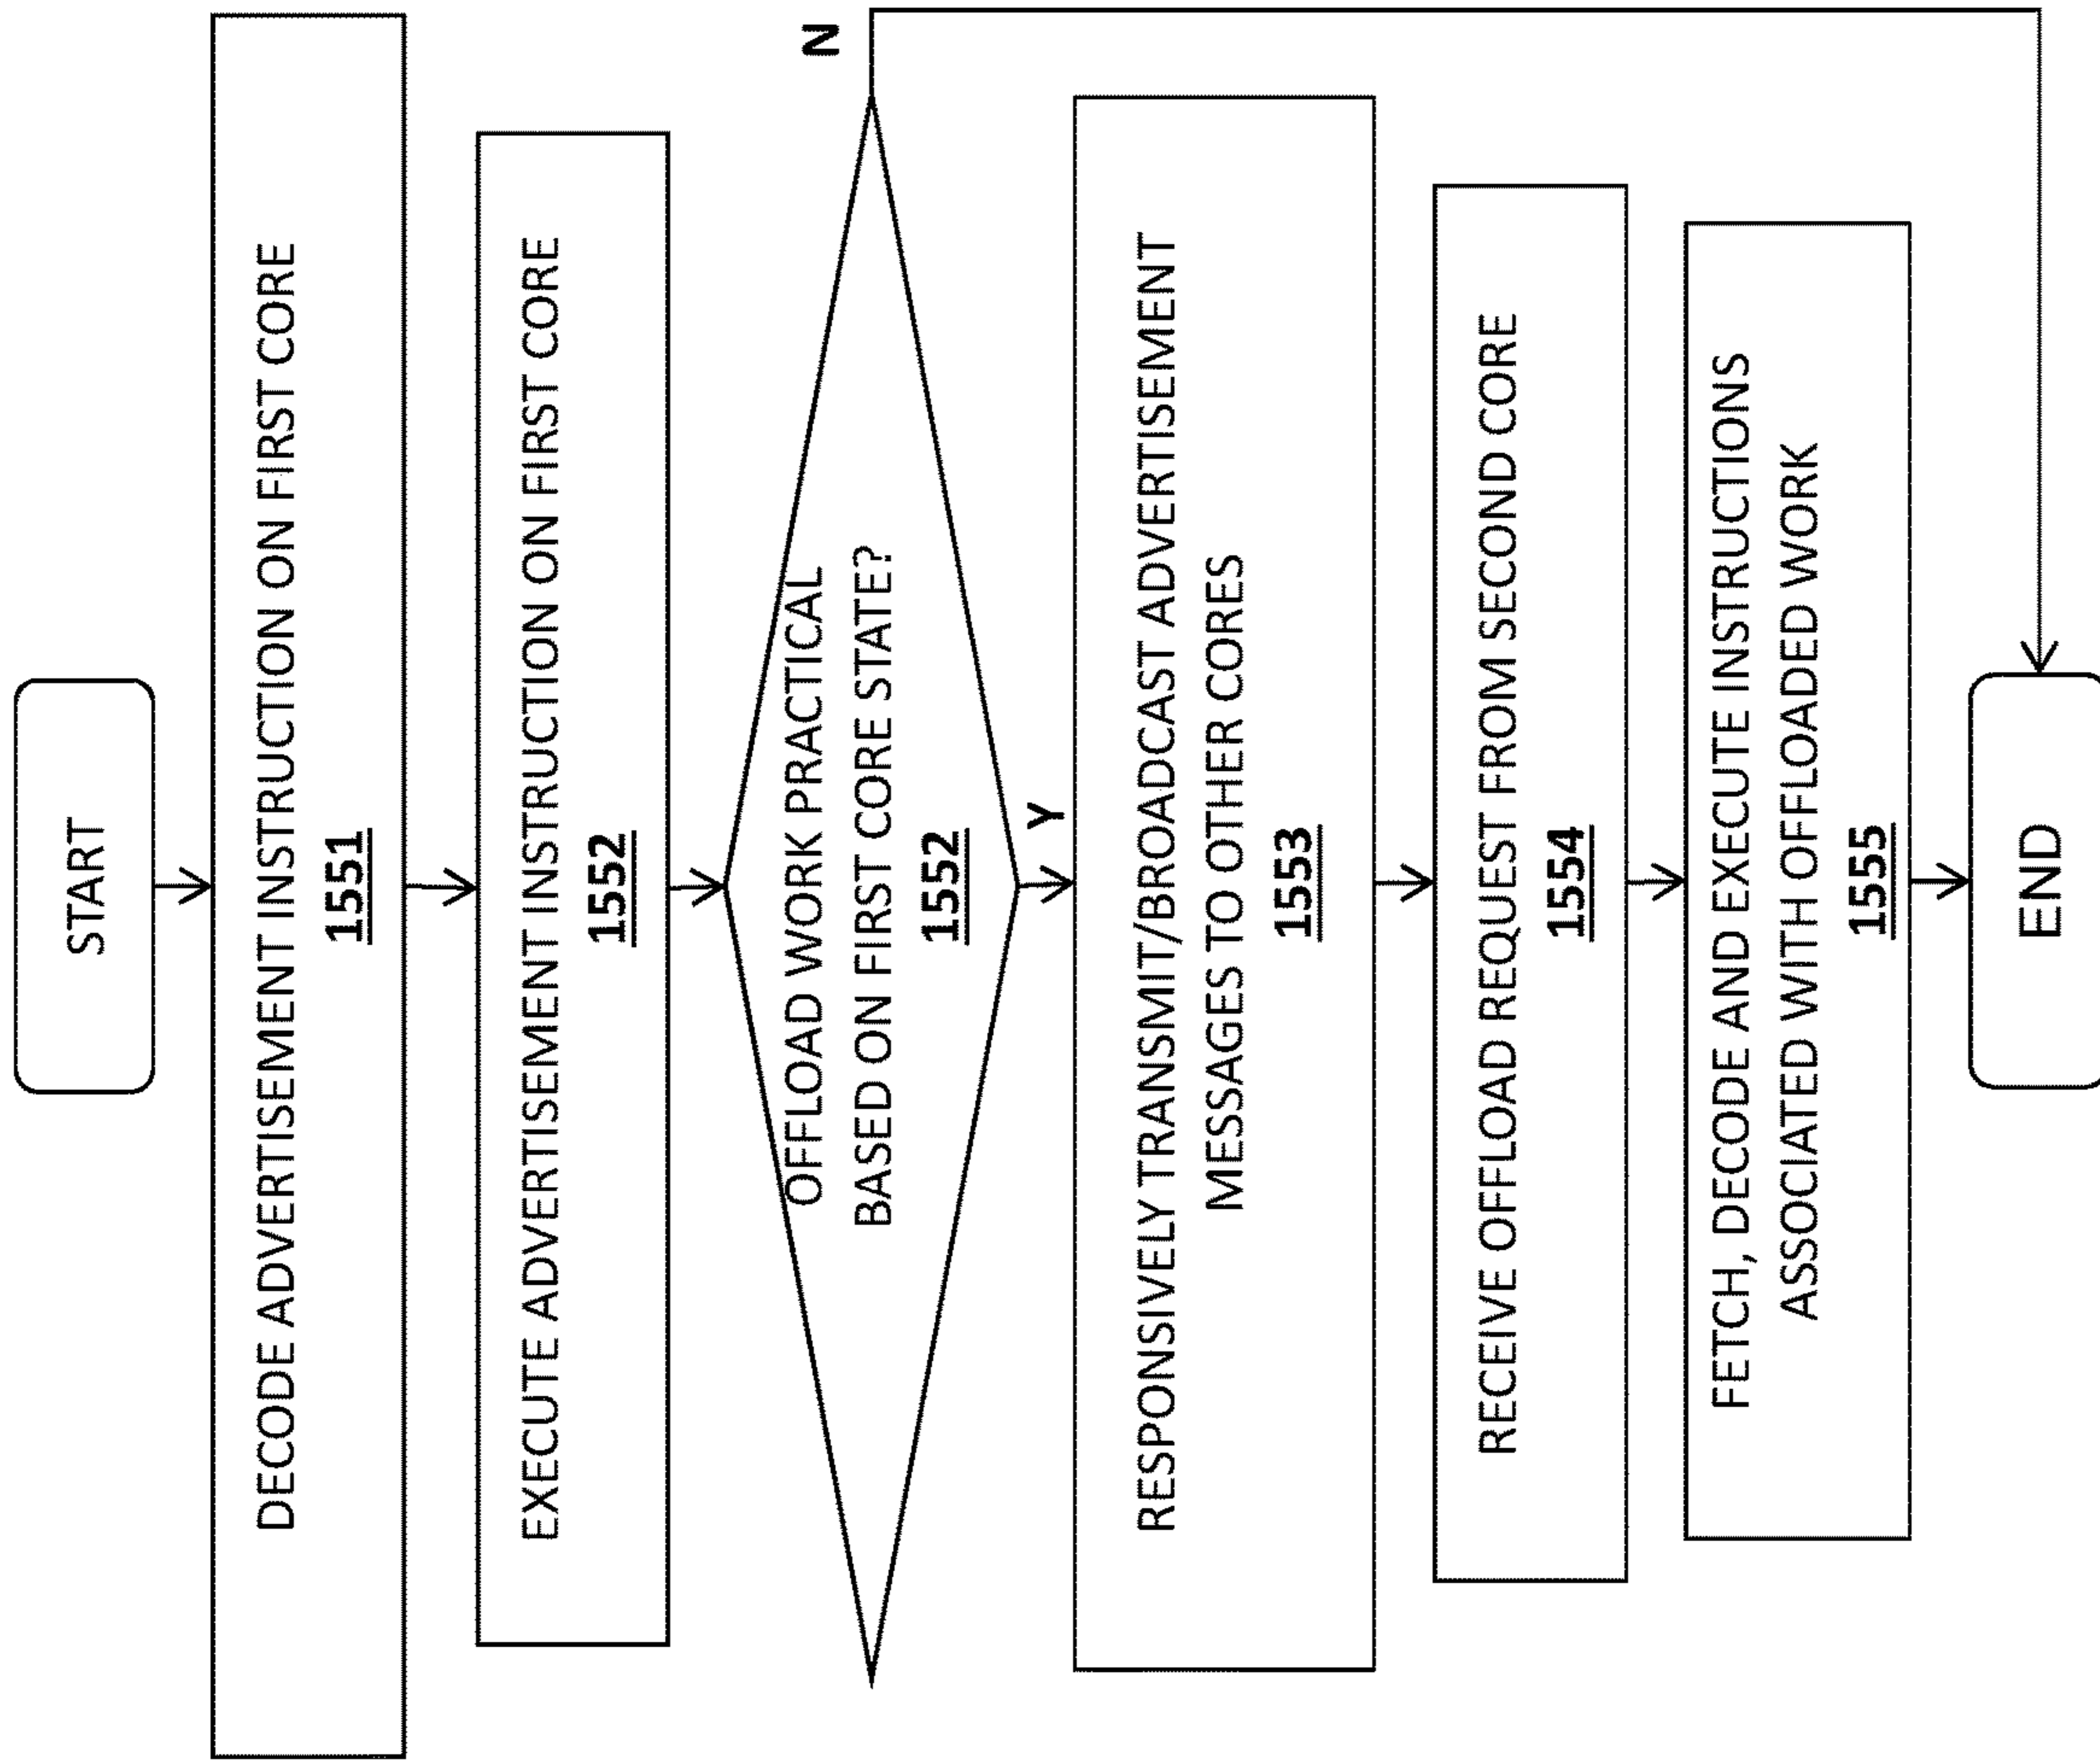 START
DECODE ADVERTISEMENT INSTRUCTION ON FIRST CORE
1551
EXECUTE ADVERTISEMENT INSTRUCTION ON FIRST CORE
1552
OFFLOAD WORK PRACTICAL
BASED ON FIRST CORE STATE?
1552
N
Y
RESPONSIVELY TRANSMIT/BROADCAST ADVERTISEMENT
MESSAGES TO OTHER CORES
1553
RECEIVE OFFLOAD REQUEST FROM SECOND CORE
1554
FETCH, DECODE AND EXECUTE INSTRUCTIONS
ASSOCIATED WITH OFFLOADED WORK
1555
END